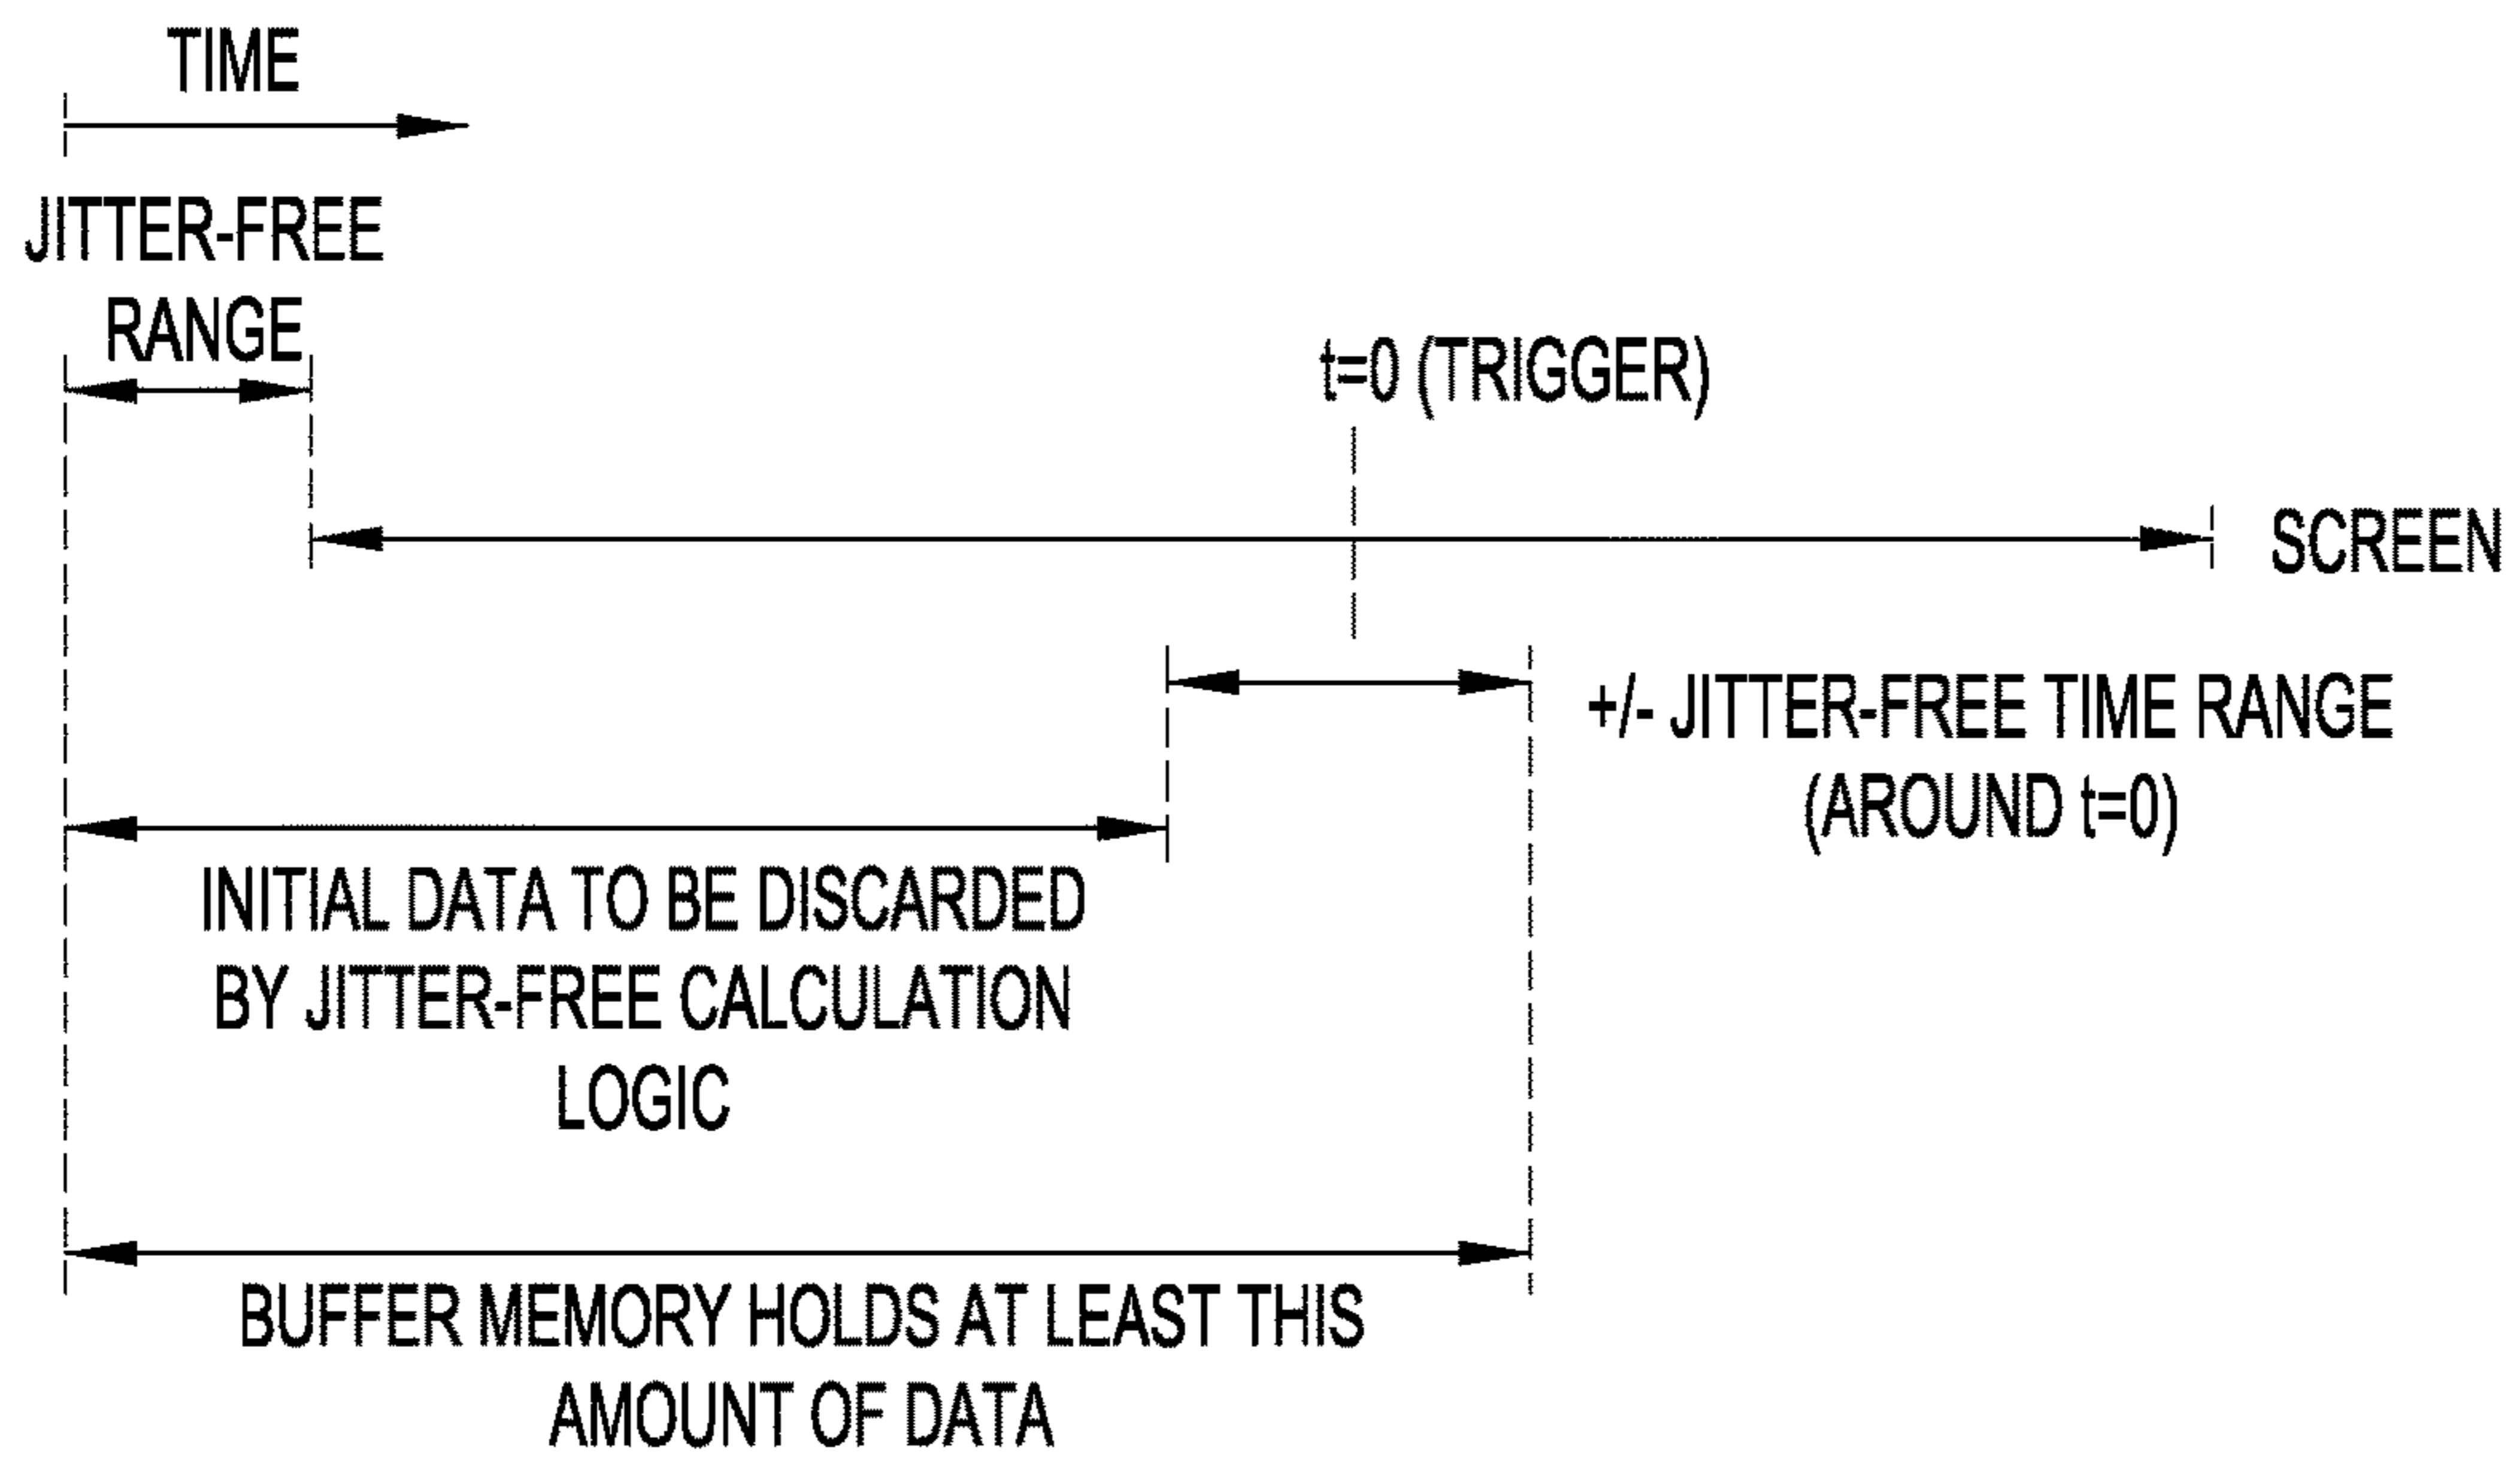 TIME
JITTER-FREE
RANGE
t=0 (TRIGGER)
SCREEN
+/- JITTER-FREE TIME RANGE
(AROUND t=0)
INITIAL DATA TO BE DISCARDED
BY JITTER-FREE CALCULATION
LOGIC
BUFFER MEMORY HOLDS AT LEAST THIS
AMOUNT OF DATA